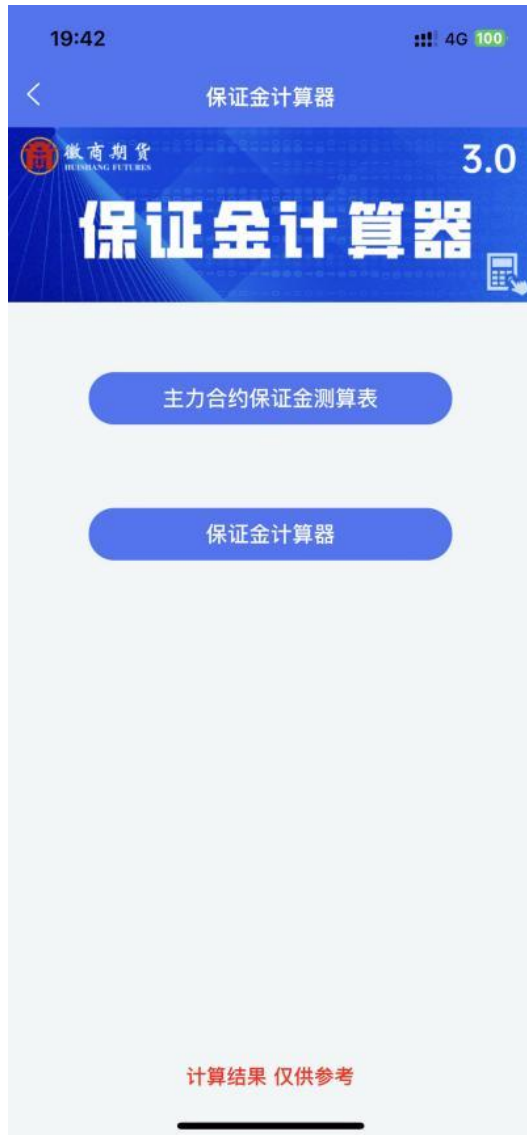 19:42
4G 100
保证金计算器
徽商期货
HUISHANG FUTURES
3.0
保证金计算器
主力合约保证金测算表
保证金计算器
计算结果 仅供参考